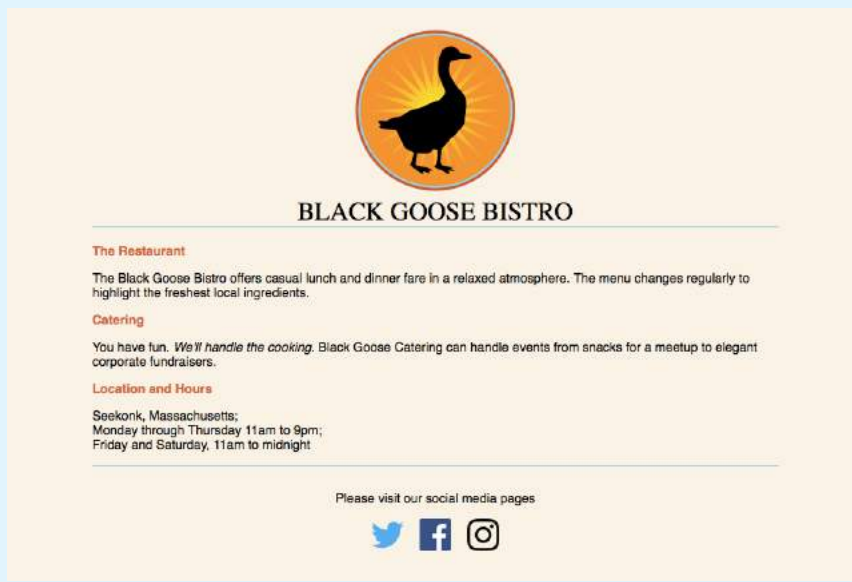 BLACK GOOSE BISTRO
The Restaurant
The Black Goose Bistro offers casual lunch and dinner fare in a relaxed atmosphere. The menu changes regularly to
highlight the freshest local ingredients.
Catering
You have fun. We'll handle the cooking. Black Goose Catering can handle events from snacks for a meetup to elegant
corporate fundraisers.
Location and Hours
Seekonk, Massachusetts;
Monday through Thursday 11am to 9pm;
Friday and Saturday, 11am to midnight
Please visit our social media pages